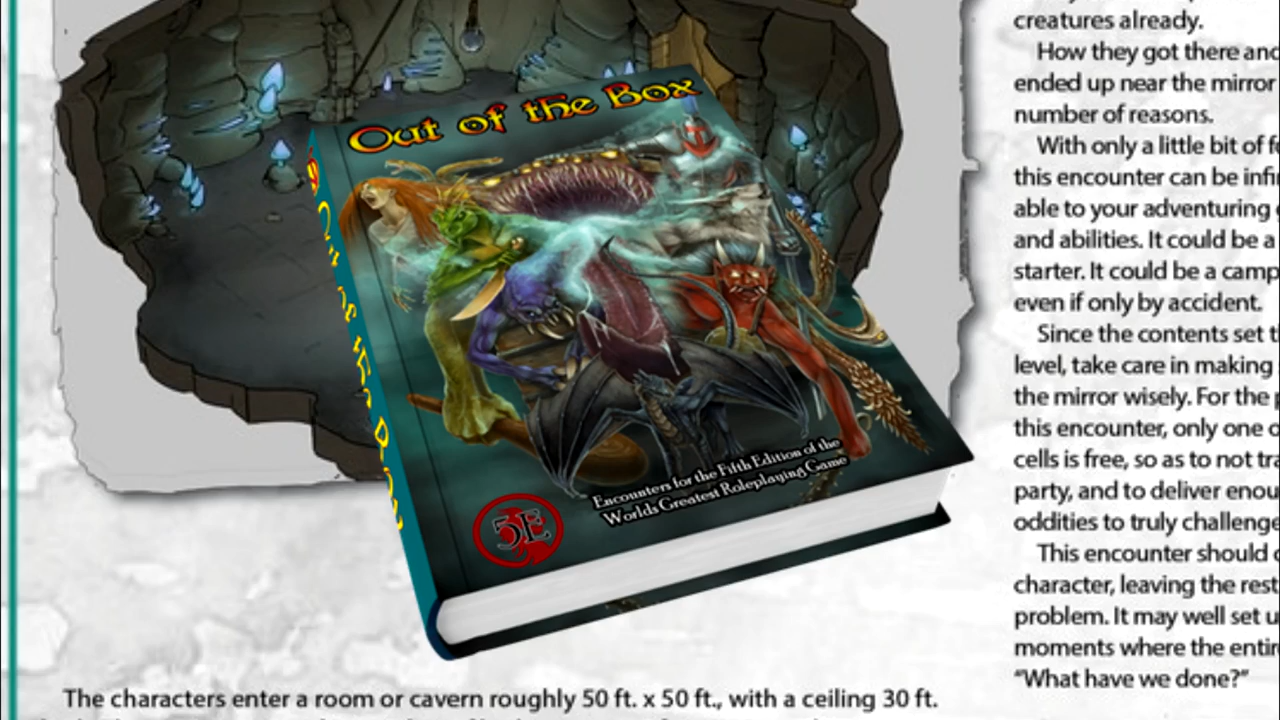 Out of the Box
Out of the Box
Encounters for the Fifth Edition of the
Worlds Greatest Roleplaying Game
5E
The characters enter a room or cavern roughly 50 ft. x 50 ft., with a ceiling 30 ft.
creatures already.
How they got there and
ended up near the mirror
number of reasons.
With only a little bit of
this encounter can be
able to your adventuring
and abilities. It could be a
starter. It could be a camp
even if only by accident.
Since the contents set
level, take care in making
the mirror wisely. For the
this encounter, only one
cells is free, so as to not
party, and to deliver
oddities to truly challenge
This encounter should
character, leaving the rest
problem. It may well set
moments where the
“What have we done?”